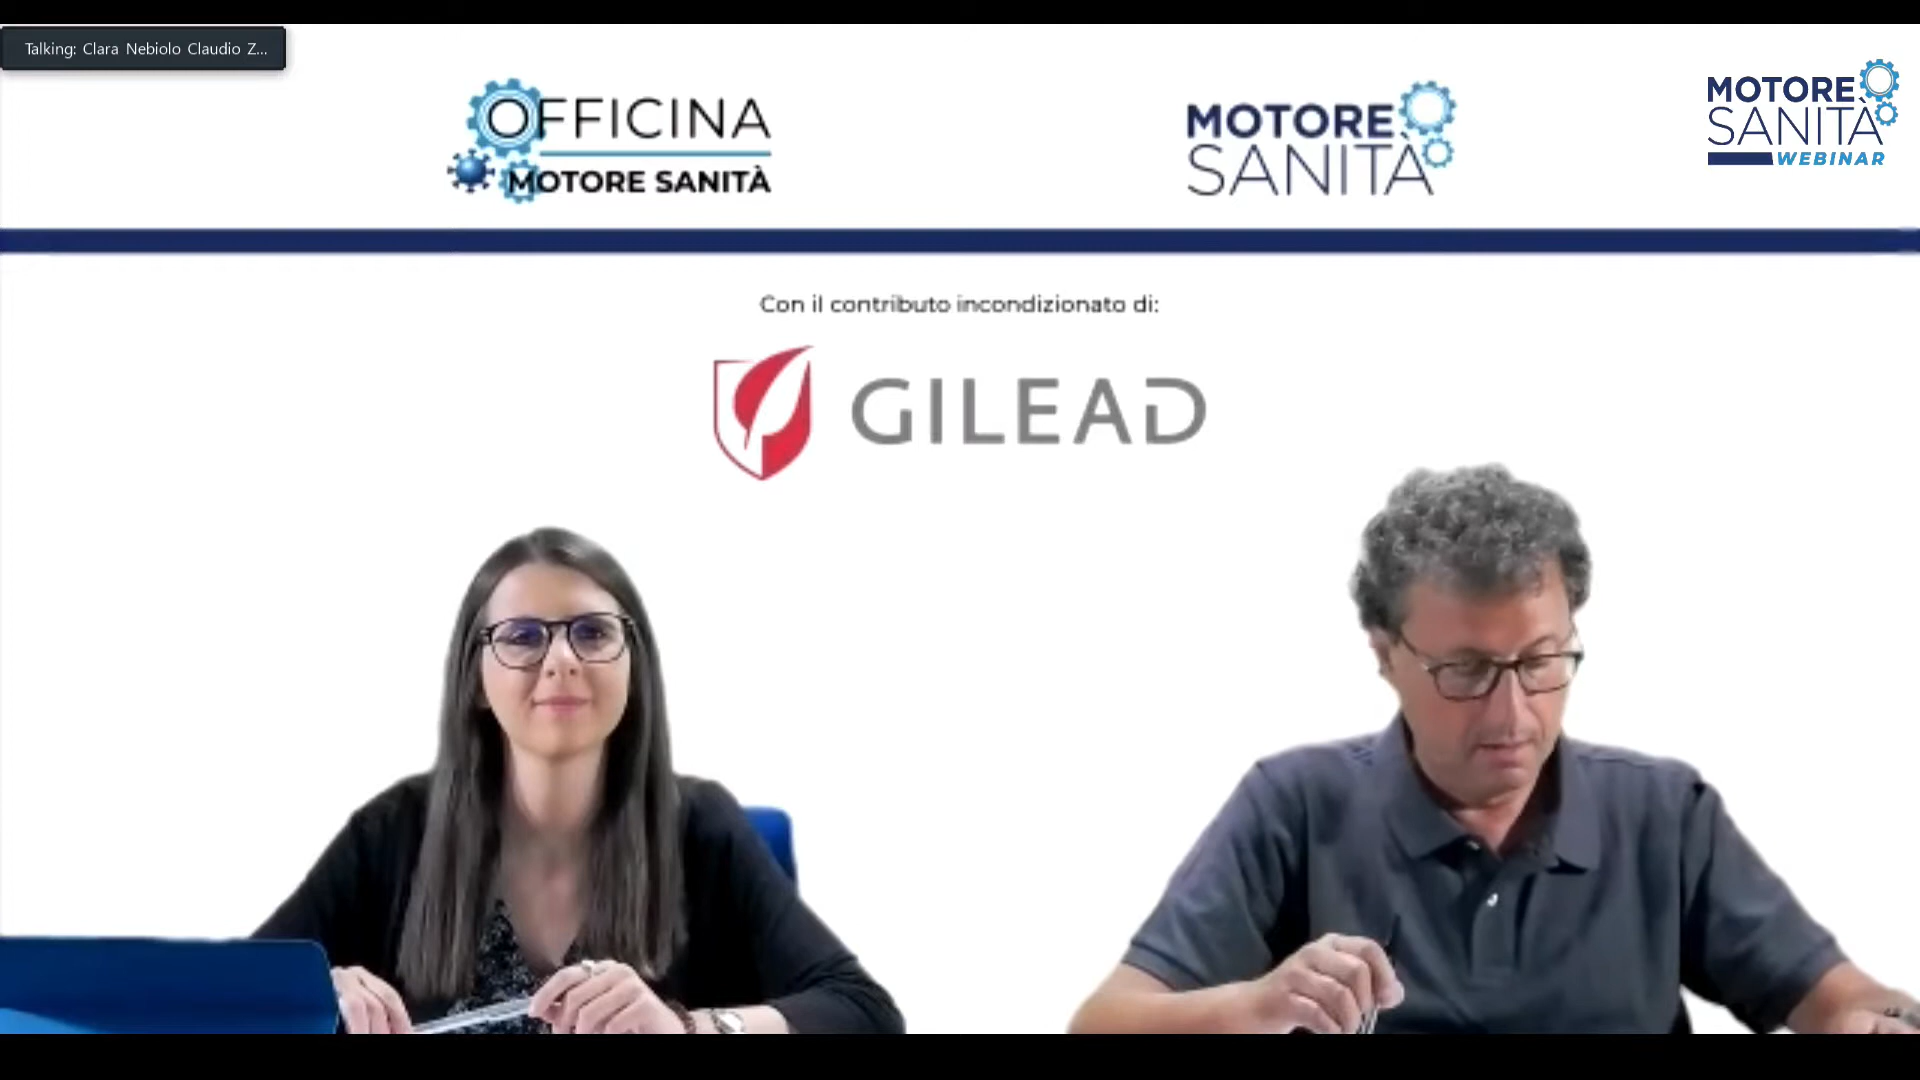 Talking: Clara Nebiolo Claudio Z...
OFFICINA
MOTORE SANITÀ
MOTORE
SANITÀ
MOTORE
SANITÀ
WEBINAR
Con il contributo incondizionato di:
GILEAD